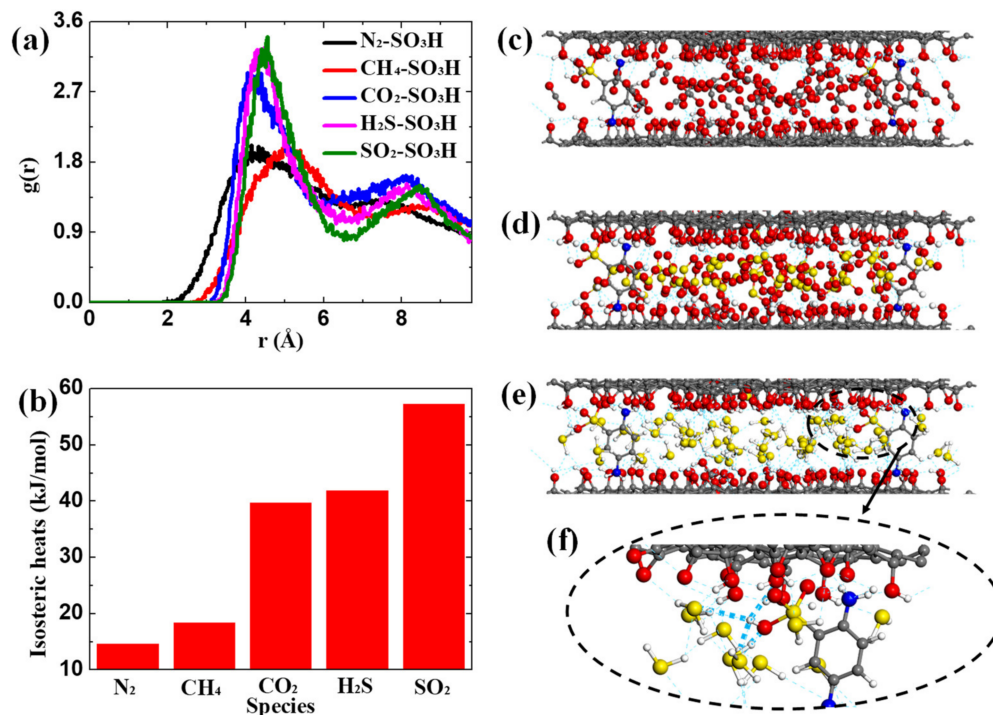 (a)
3.6
2.7
1.8
0.9
0.0
g(r)
0 2 4 6 8
r (Å)
N₂-SO₃H
CH₄-SO₃H
CO₂-SO₃H
H₂S-SO₃H
SO₂-SO₃H
(b)
60
50
40
30
20
10
Isosteric heats (kJ/mol)
N₂ CH₄ CO₂ H₂S SO₂
Species
(c)
(d)
(e)
(f)